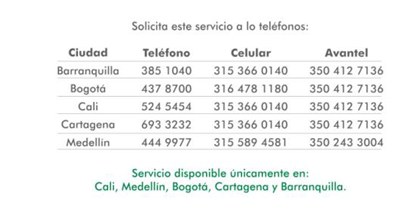 Solicita este servicio a lo teléfonos:
Ciudad Teléfono Celular Avantel
Barranquilla 385 1040 315 366 0140 350 412 7136
Bogotá 437 8700 316 478 1180 350 412 7136
Cali 524 5454 315 366 0140 350 412 7136
Cartagena 693 3232 315 366 0140 350 412 7136
Medellín 444 9977 315 589 4581 350 243 3004
Servicio disponible únicamente en:
Cali, Medellín, Bogotá, Cartagena y Barranquilla.